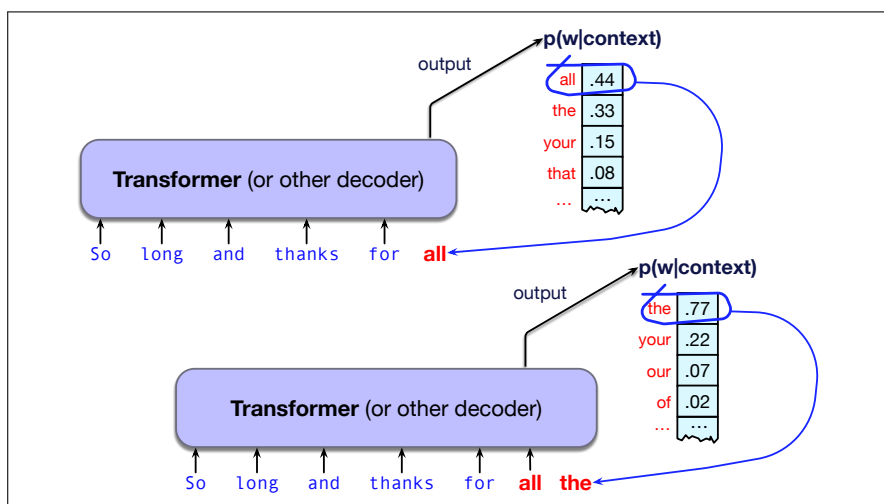 p(w|context)
output
all .44
the .33
your .15
that .08
... ...
Transformer (or other decoder)
So long and thanks for all
p(w|context)
output
the .77
your .22
our .07
of .02
... ...
Transformer (or other decoder)
So long and thanks for all the